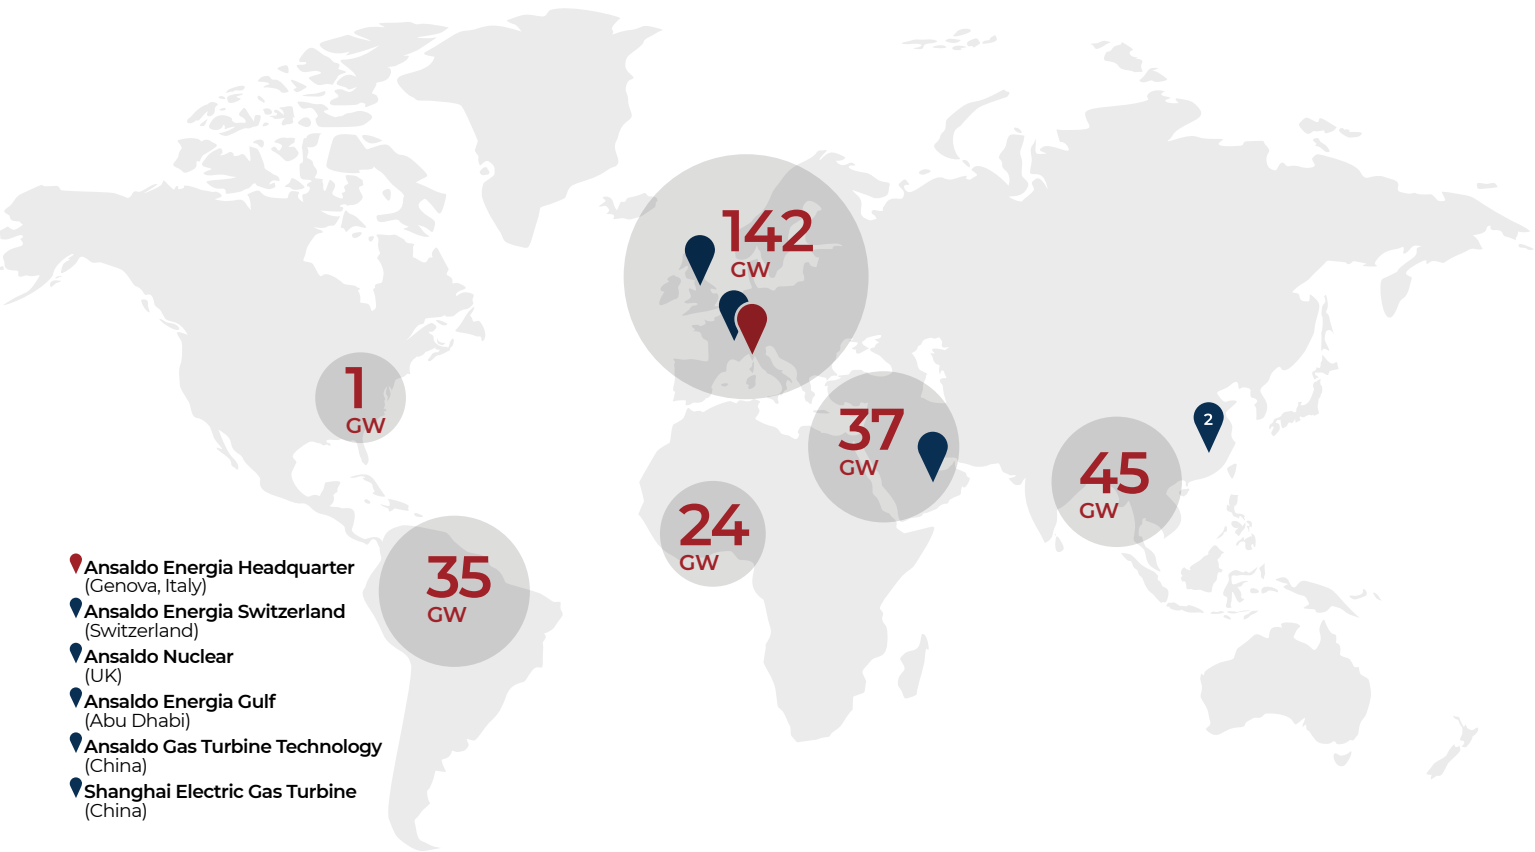 142
GW
1
GW
37
GW
2
45
GW
24
GW
35
GW
Ansaldo Energia Headquarter
(Genova, Italy)
Ansaldo Energia Switzerland
(Switzerland)
Ansaldo Nuclear
(UK)
Ansaldo Energia Gulf
(Abu Dhabi)
Ansaldo Gas Turbine Technology
(China)
Shanghai Electric Gas Turbine
(China)